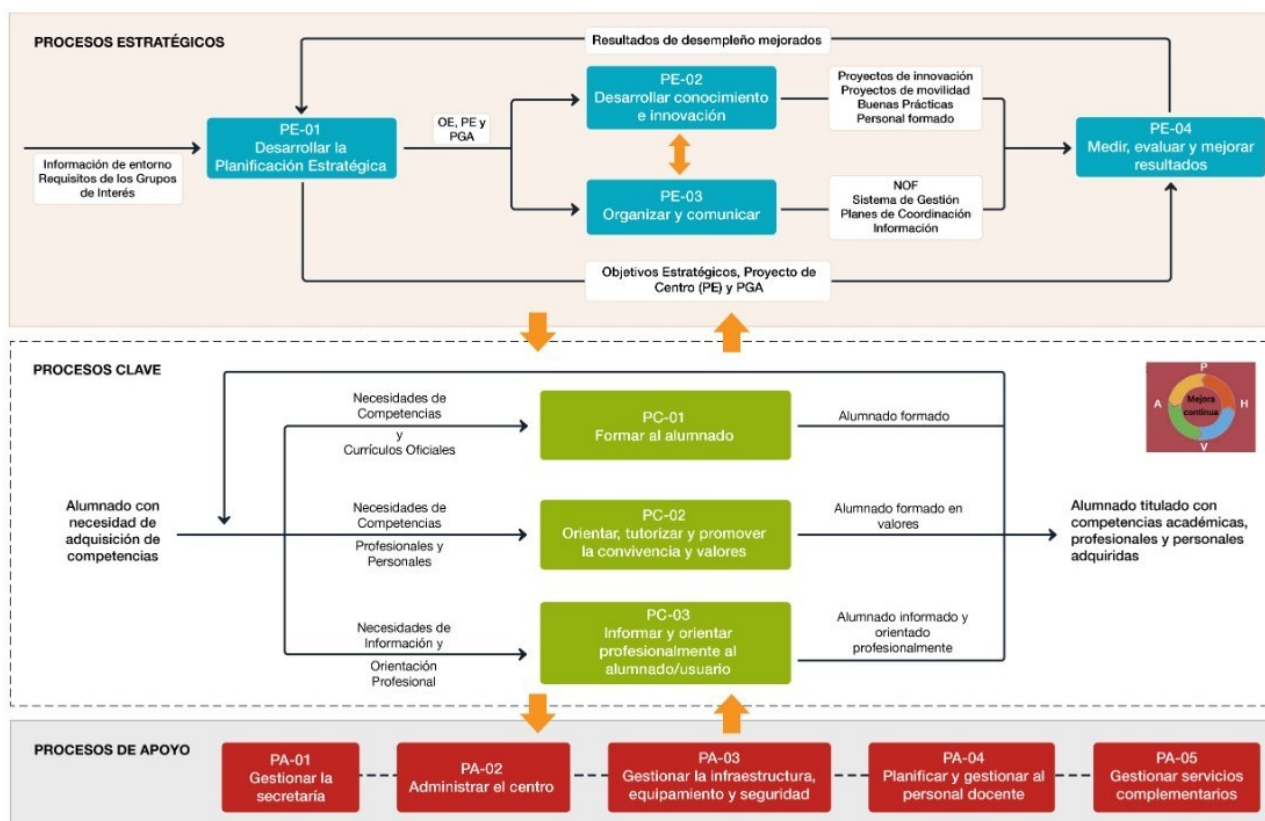 PROCESOS ESTRATÉGICOS
Resultados de desempleño mejorados
PE-02
Desarrollar conocimiento
e innovación
Proyectos de innovación
Proyectos de movilidad
Buenas Prácticas
Personal formado
OE, PE y
PGA
PE-01
Desarrollar la
Planificación Estratégica
PE-04
Medir, evaluar y mejorar
resultados
Información de entorno
Requisitos de los Grupos
de Interés
PE-03
Organizar y comunicar
NOF
Sistema de Gestión
Planes de Coordinación
Información
Objetivos Estratégicos, Proyecto de
Centro (PE) y PGA
PROCESOS CLAVE
P
A
Mejora
continua
H
V
Necesidades de
Competencias
y
Currículos Oficiales
PC-01
Formar al alumnado
Alumnado formado
Alumnado con
necesidad de
adquisición de
competencias
Necesidades de
Competencias
Profesionales y
Personales
PC-02
Orientar, tutorizar y promover
la convivencia y valores
Alumnado formado en
valores
Alumnado titulado con
competencias académicas,
profesionales y personales
adquiridas
Necesidades de
Información y
Orientación
Profesional
PC-03
Informar y orientar
profesionalmente al
alumnado/usuario
Alumnado informado y
orientado
profesionalmente
PROCESOS DE APOYO
PA-01
Gestionar la
secretaría
PA-02
Administrar el centro
PA-03
Gestionar la infraestructura,
equipamiento y seguridad
PA-04
Planificar y gestionar al
personal docente
PA-05
Gestionar servicios
complementarios